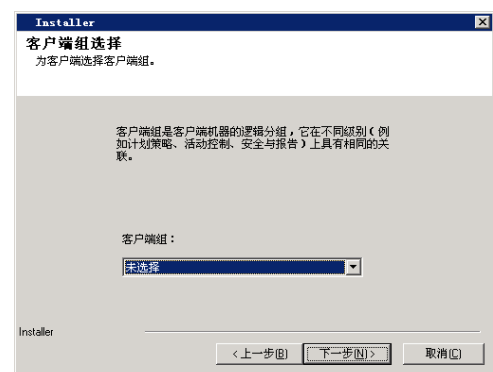 Installer
客户端组选择
为客户端选择客户端组。
客户端组是客户端机器的逻辑分组，它在不同级别（例
如计划策略、活动控制、安全与报告）上具有相同的关
联。
客户端组：
未选择
Installer
<上一步(B) 下一步(N)> 取消(C)